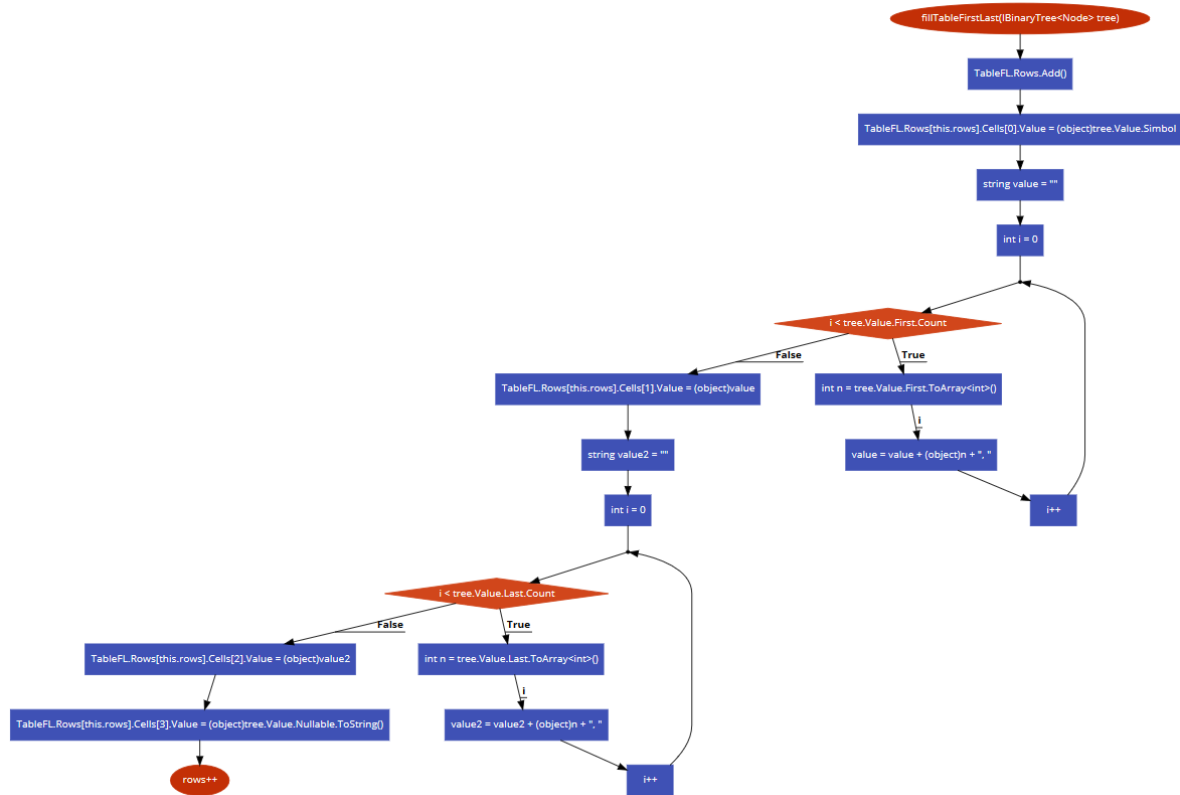 fillTableFirstLast(IBinaryTree<Node> tree)
TableFL.Rows.Add()
TableFL.Rows[this.rows].Cells[0].Value = (object)tree.Value.Simbol
string value = ""
int i = 0
i < tree.Value.First.Count
False
True
TableFL.Rows[this.rows].Cells[1].Value = (object)value
int n = tree.Value.First.ToArray<int>()
i
string value2 = ""
value = value + (object)n + ", "
int i = 0
i++
i < tree.Value.Last.Count
False
True
TableFL.Rows[this.rows].Cells[2].Value = (object)value2
int n = tree.Value.Last.ToArray<int>()
i
TableFL.Rows[this.rows].Cells[3].Value = (object)tree.Value.Nullable.ToString()
value2 = value2 + (object)n + ", "
rows++
i++